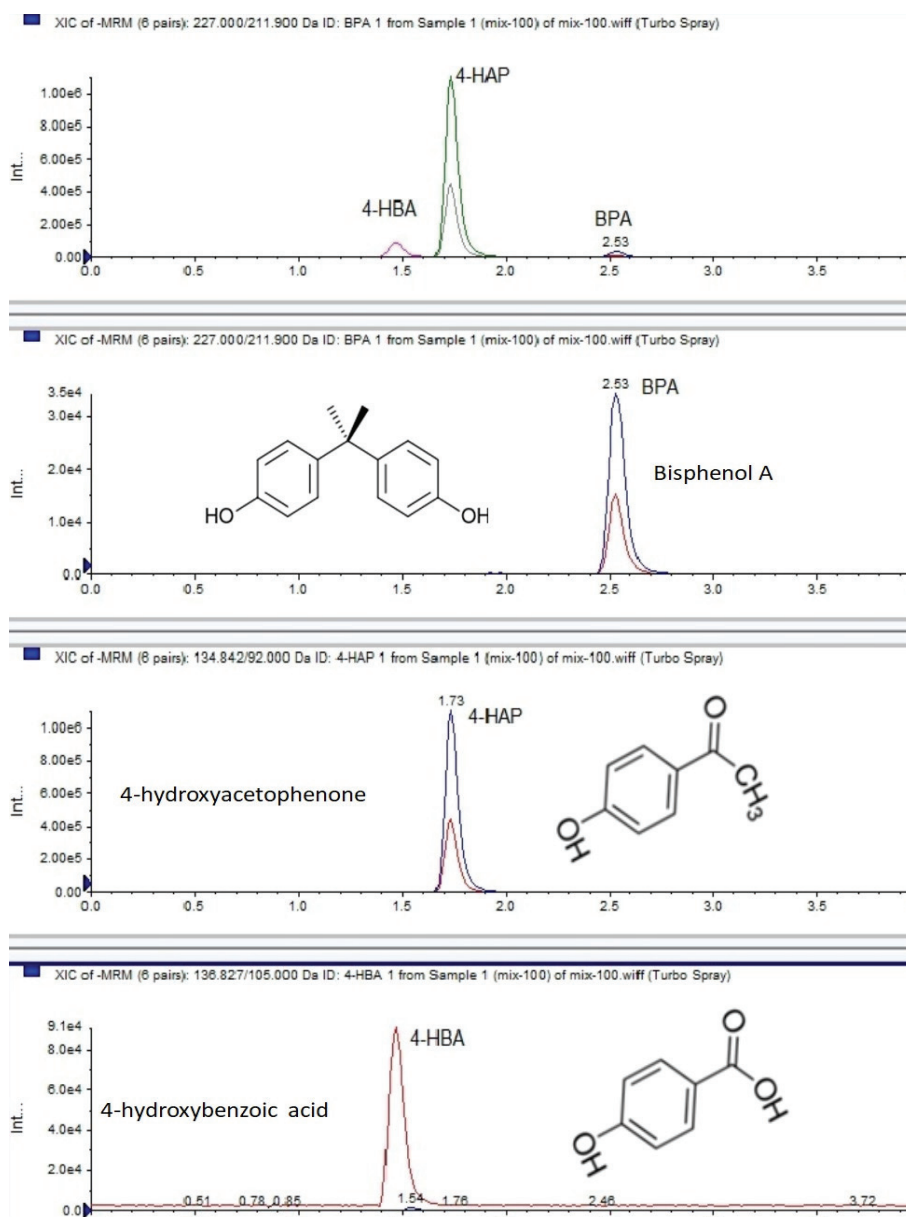 XIC of -MRM (6 pairs): 227.000/211.900 Da ID: BPA 1 from Sample 1 (mix-100) of mix-100.wiff (Turbo Spray)
4-HAP
1.00e6
8.00e5
6.00e5
4.00e5
2.00e5
0.00
Int...
4-HBA
BPA
2.53
0.0 0.5 1.0 1.5 2.0 2.5 3.0 3.5
XIC of -MRM (6 pairs): 227.000/211.900 Da ID: BPA 1 from Sample 1 (mix-100) of mix-100.wiff (Turbo Spray)
3.5e4
3.0e4
2.0e4
1.0e4
0.0
Int...
2.53
BPA
Bisphenol A
HO
OH
0.0 0.5 1.0 1.5 2.0 2.5 3.0 3.5
XIC of -MRM (6 pairs): 134.842/92.000 Da ID: 4-HAP 1 from Sample 1 (mix-100) of mix-100.wiff (Turbo Spray)
1.73
4-HAP
1.00e6
8.00e5
6.00e5
4.00e5
2.00e5
0.00
Int...
4-hydroxyacetophenone
O
CH3
OH
0.0 0.5 1.0 1.5 2.0 2.5 3.0 3.5
XIC of -MRM (6 pairs): 136.827/105.000 Da ID: 4-HBA 1 from Sample 1 (mix-100) of mix-100.wiff (Turbo Spray)
9.1e4
8.0e4
6.0e4
4.0e4
2.0e4
0.0
Int...
4-HBA
4-hydroxybenzoic acid
O
OH
OH
0.51 0.78 0.85 1.54 1.76 2.46 3.72